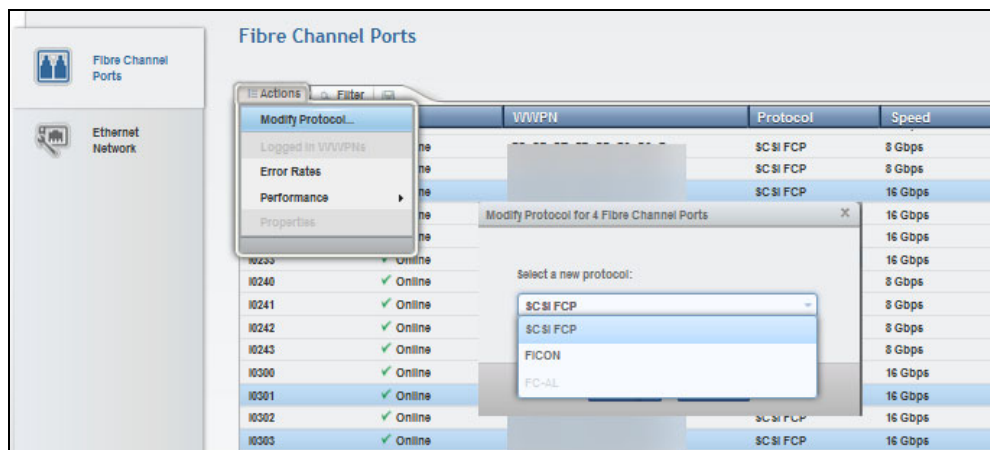 Fibre Channel Ports
Fibre Channel
Ports
Ethernet
Network
Actions Filter
Modify Protocol...
Logged In WWPNs
Error Rates
Performance
Properties
WWPN Protocol Speed
SCSI FCP 8 Gbps
SCSI FCP 8 Gbps
SCSI FCP 16 Gbps
16 Gbps
16 Gbps
I0233 Online 16 Gbps
I0240 Online 8 Gbps
I0241 Online 8 Gbps
I0242 Online 8 Gbps
I0243 Online 8 Gbps
I0300 Online 16 Gbps
I0301 Online 16 Gbps
I0302 Online SCSI FCP 16 Gbps
I0303 Online SCSI FCP 16 Gbps
Modify Protocol for 4 Fibre Channel Ports
Select a new protocol:
SCSI FCP
SCSI FCP
FICON
FC-AL